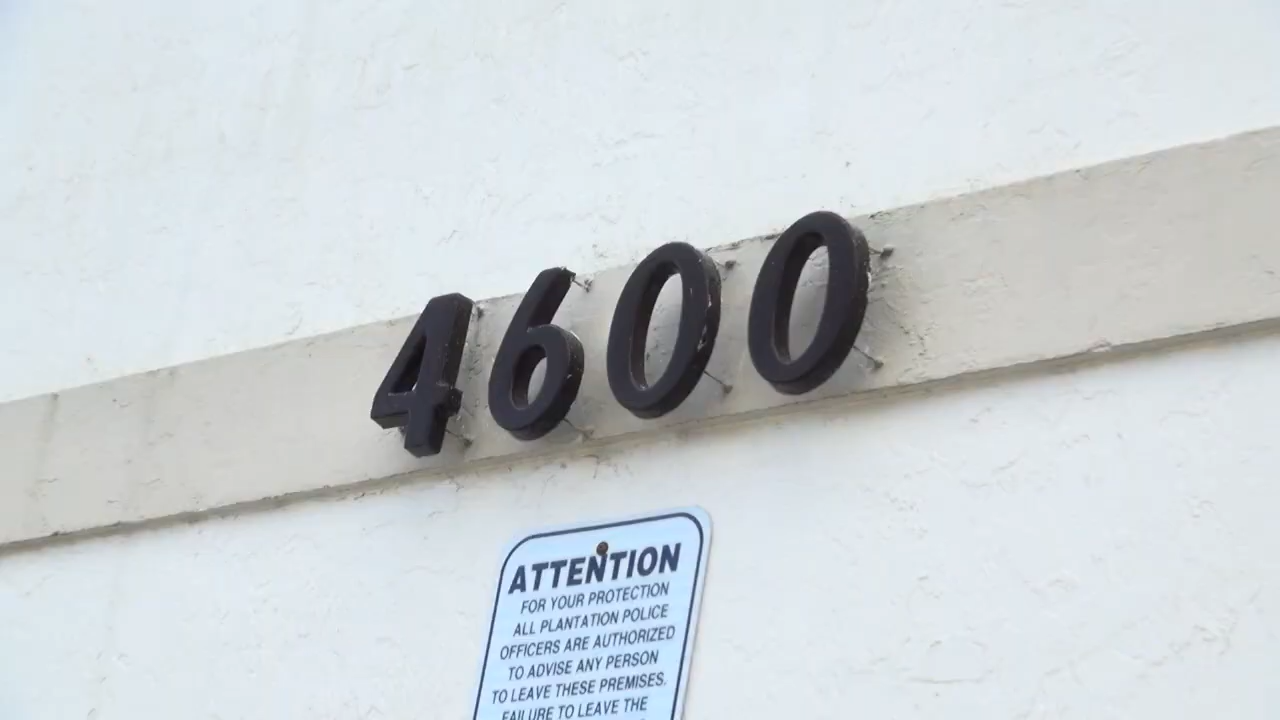 4600
ATTENTION
FOR YOUR PROTECTION
ALL PLANTATION POLICE
OFFICERS ARE AUTHORIZED
TO ADVISE ANY PERSON
TO LEAVE THESE PREMISES.
FAILURE TO LEAVE THE